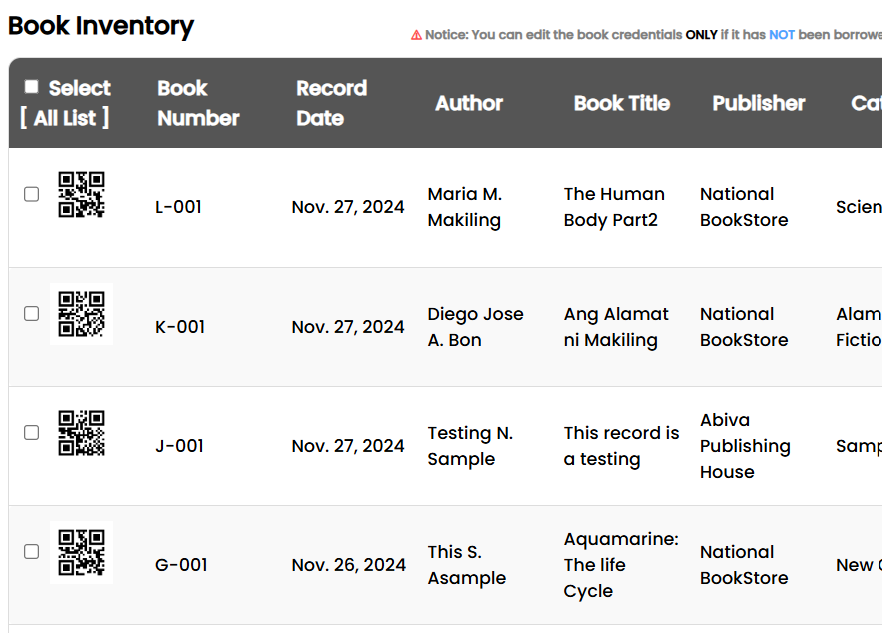 Book Inventory
⚠ Notice: You can edit the book credentials ONLY if it has NOT been borrowe
Select
[ All List ]
Book
Number
Record
Date
Author
Book Title
Publisher
Cat
L-001
Nov. 27, 2024
Maria M.
Makiling
The Human
Body Part2
National
BookStore
Scien
K-001
Nov. 27, 2024
Diego Jose
A. Bon
Ang Alamat
ni Makiling
National
BookStore
Alam
Fictio
J-001
Nov. 27, 2024
Testing N.
Sample
This record is
a testing
Abiva
Publishing
House
Samp
G-001
Nov. 26, 2024
This S.
Asample
Aquamarine:
The life
Cycle
National
BookStore
New